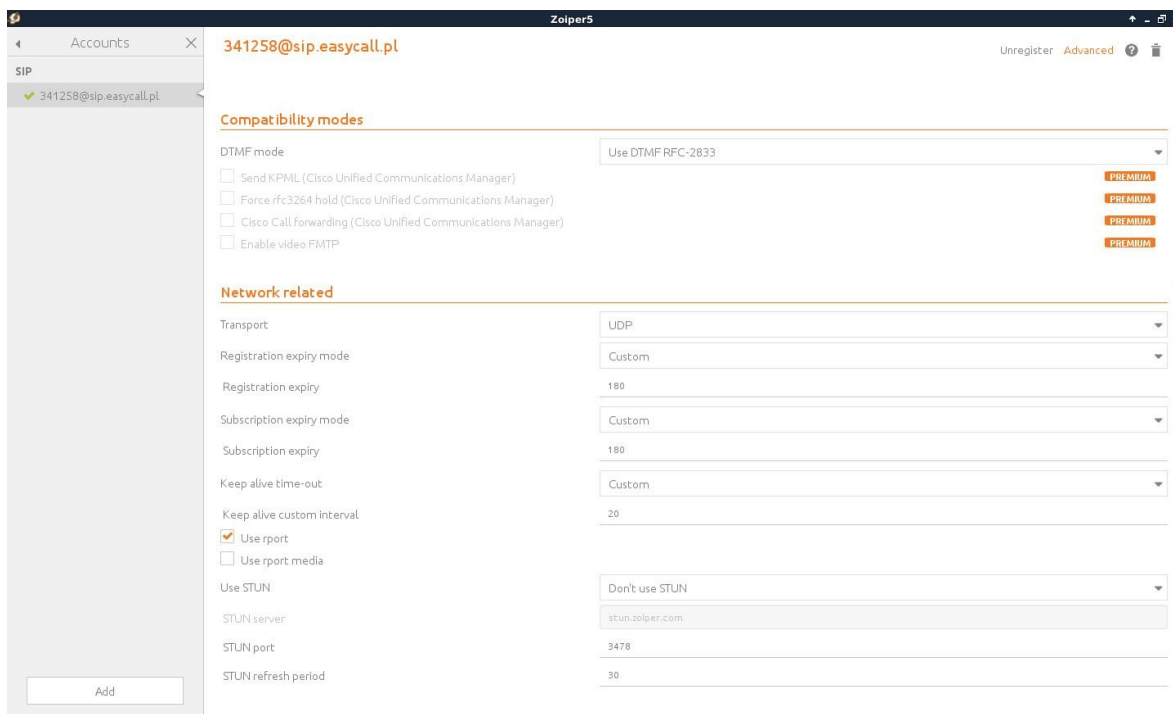 Zoiper5
Accounts
SIP
341258@sip.easycall.pl
Add
341258@sip.easycall.pl
Unregister Advanced
Compatibility modes
DTMF mode Use DTMF RFC-2833
Send KPML (Cisco Unified Communications Manager) PREMIUM
Force rfc3264 hold (Cisco Unified Communications Manager) PREMIUM
Cisco Call forwarding (Cisco Unified Communications Manager) PREMIUM
Enable video FMTP PREMIUM
Network related
Transport UDP
Registration expiry mode Custom
Registration expiry 180
Subscription expiry mode Custom
Subscription expiry 180
Keep alive time-out Custom
Keep alive custom interval 20
Use rport
Use rport media
Use STUN Don't use STUN
STUN server stun.zoiper.com
STUN port 3478
STUN refresh period 30